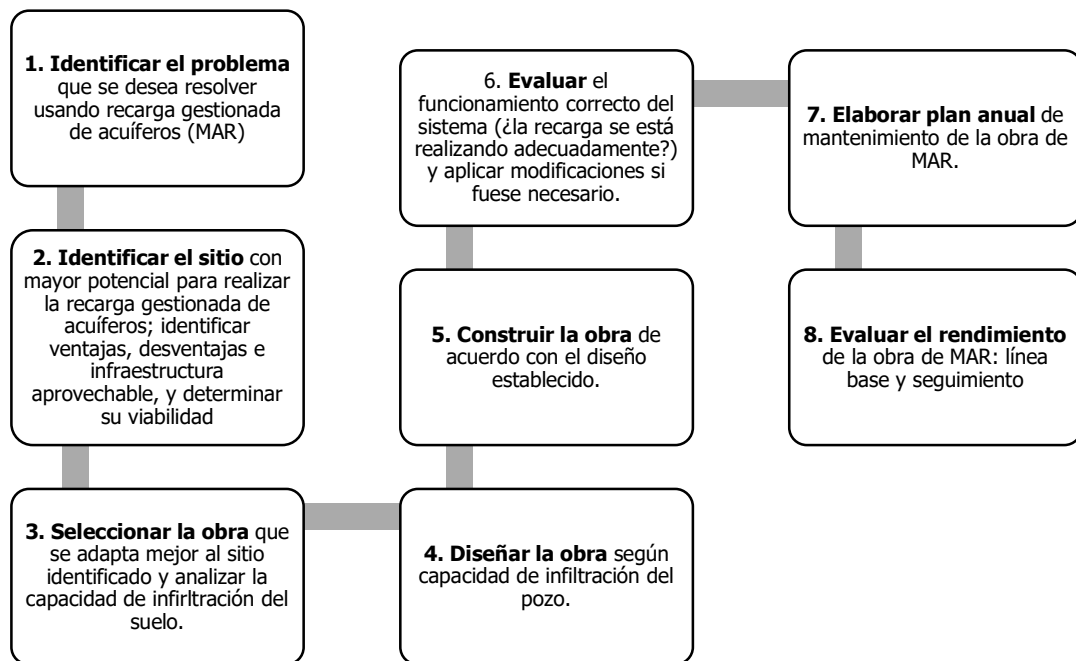 1. Identificar el problema
que se desea resolver
usando recarga gestionada
de acuíferos (MAR)
2. Identificar el sitio con
mayor potencial para realizar
la recarga gestionada de
acuíferos; identificar
ventajas, desventajas e
infraestructura
aprovechable, y determinar
su viabilidad
3. Seleccionar la obra que
se adapta mejor al sitio
identificado y analizar la
capacidad de infirltración del
suelo.
4. Diseñar la obra según
capacidad de infiltración del
pozo.
5. Construir la obra de
acuerdo con el diseño
establecido.
6. Evaluar el
funcionamiento correcto del
sistema (¿la recarga se está
realizando adecuadamente?)
y aplicar modificaciones si
fuese necesario.
7. Elaborar plan anual de
mantenimiento de la obra de
MAR.
8. Evaluar el rendimiento
de la obra de MAR: línea
base y seguimiento